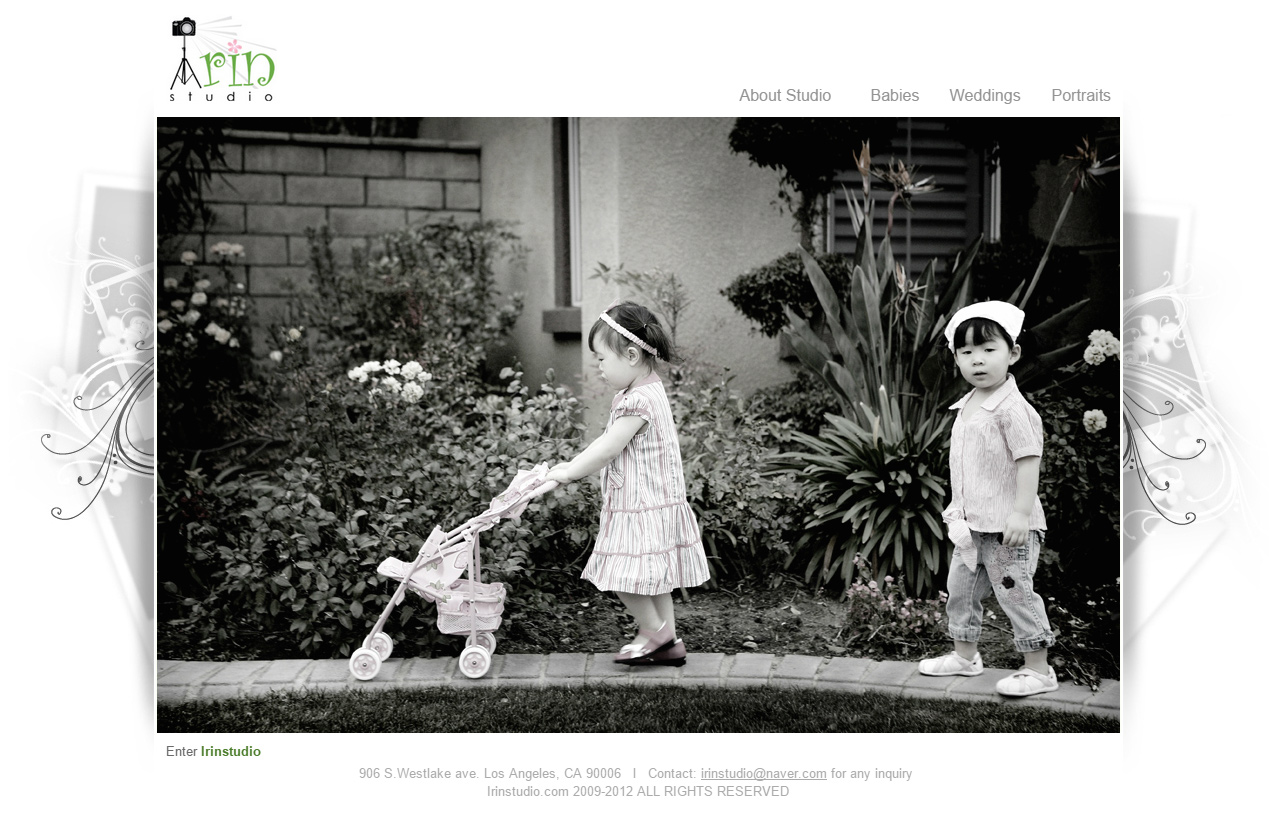 irin
studio
About Studio Babies Weddings Portraits
Enter Irinstudio
906 S.Westlake ave. Los Angeles, CA 90006 I Contact: irinstudio@naver.com for any inquiry
Irinstudio.com 2009-2012 ALL RIGHTS RESERVED